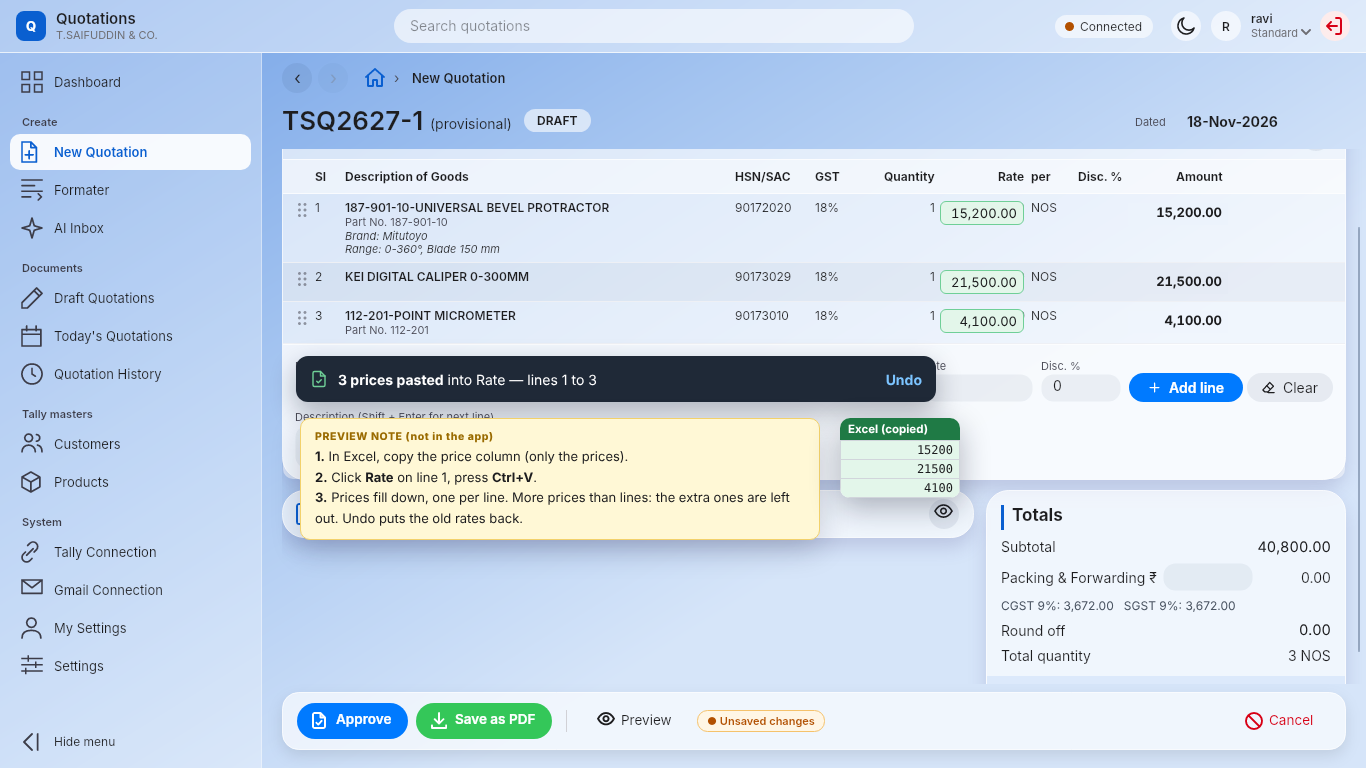 Q
Quotations
T.SAIFUDDIN & CO.
Search quotations
Connected
R
ravi
Standard
Dashboard
Create
New Quotation
Formater
AI Inbox
Documents
Draft Quotations
Today's Quotations
Quotation History
Tally masters
Customers
Products
System
Tally Connection
Gmail Connection
My Settings
Settings
Hide menu
‹ › › New Quotation
TSQ2627-1 (provisional) DRAFT
Dated 18-Nov-2026
Sl Description of Goods HSN/SAC GST Quantity Rate per Disc. % Amount
1 187-901-10-UNIVERSAL BEVEL PROTRACTOR 90172020 18% 1 15,200.00 NOS 15,200.00
Part No. 187-901-10
Brand: Mitutoyo
Range: 0-360°, Blade 150 mm
2 KEI DIGITAL CALIPER 0-300MM 90173029 18% 1 21,500.00 NOS 21,500.00
3 112-201-POINT MICROMETER 90173010 18% 1 4,100.00 NOS 4,100.00
Part No. 112-201
3 prices pasted into Rate — lines 1 to 3 Undo
Disc. %
0
+ Add line
Clear
Description (Shift + Enter for next line)
PREVIEW NOTE (not in the app)
1. In Excel, copy the price column (only the prices).
2. Click Rate on line 1, press Ctrl+V.
3. Prices fill down, one per line. More prices than lines: the extra ones are left
out. Undo puts the old rates back.
Excel (copied)
15200
21500
4100
Totals
Subtotal 40,800.00
Packing & Forwarding ₹ 0.00
CGST 9%: 3,672.00 SGST 9%: 3,672.00
Round off 0.00
Total quantity 3 NOS
Approve
Save as PDF
Preview
Unsaved changes
Cancel